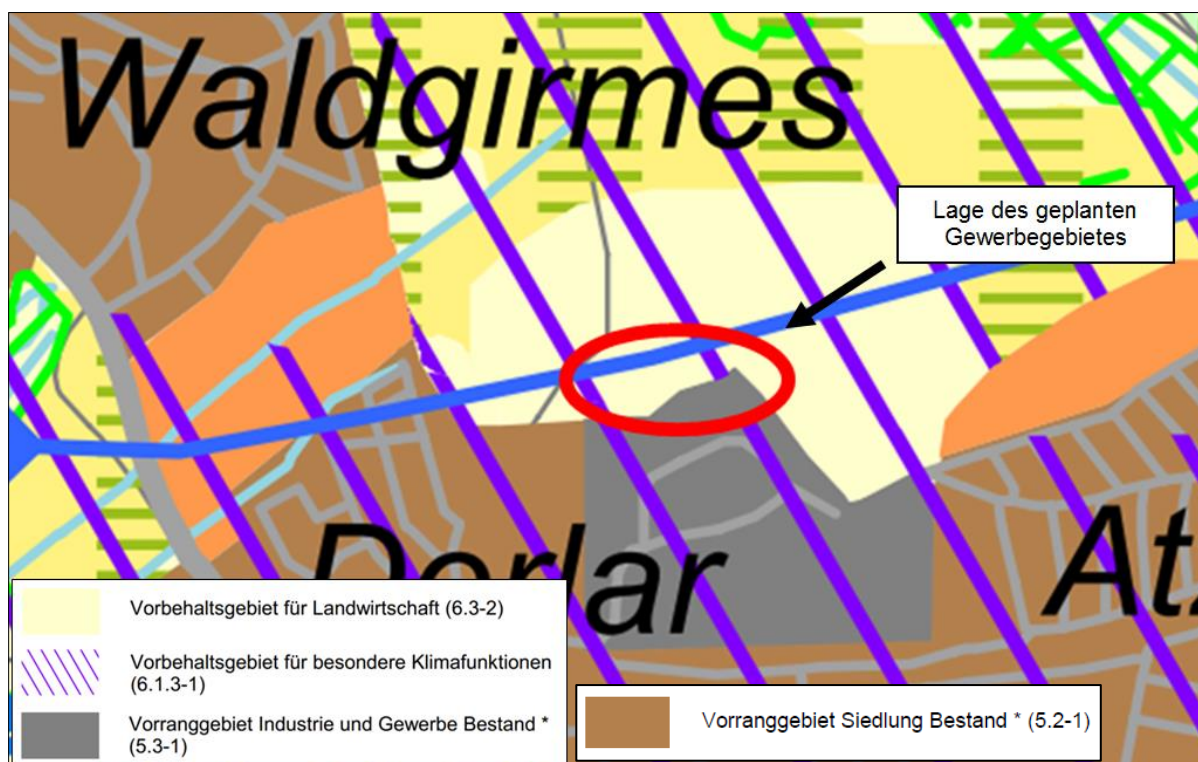 Waldgirmes
Lage des geplanten
Gewerbegebietes
Dorlar
At
Vorbehaltsgebiet für Landwirtschaft (6.3-2)
Vorbehaltsgebiet für besondere Klimafunktionen
(6.1.3-1)
Vorranggebiet Industrie und Gewerbe Bestand *
(5.3-1)
Vorranggebiet Siedlung Bestand * (5.2-1)